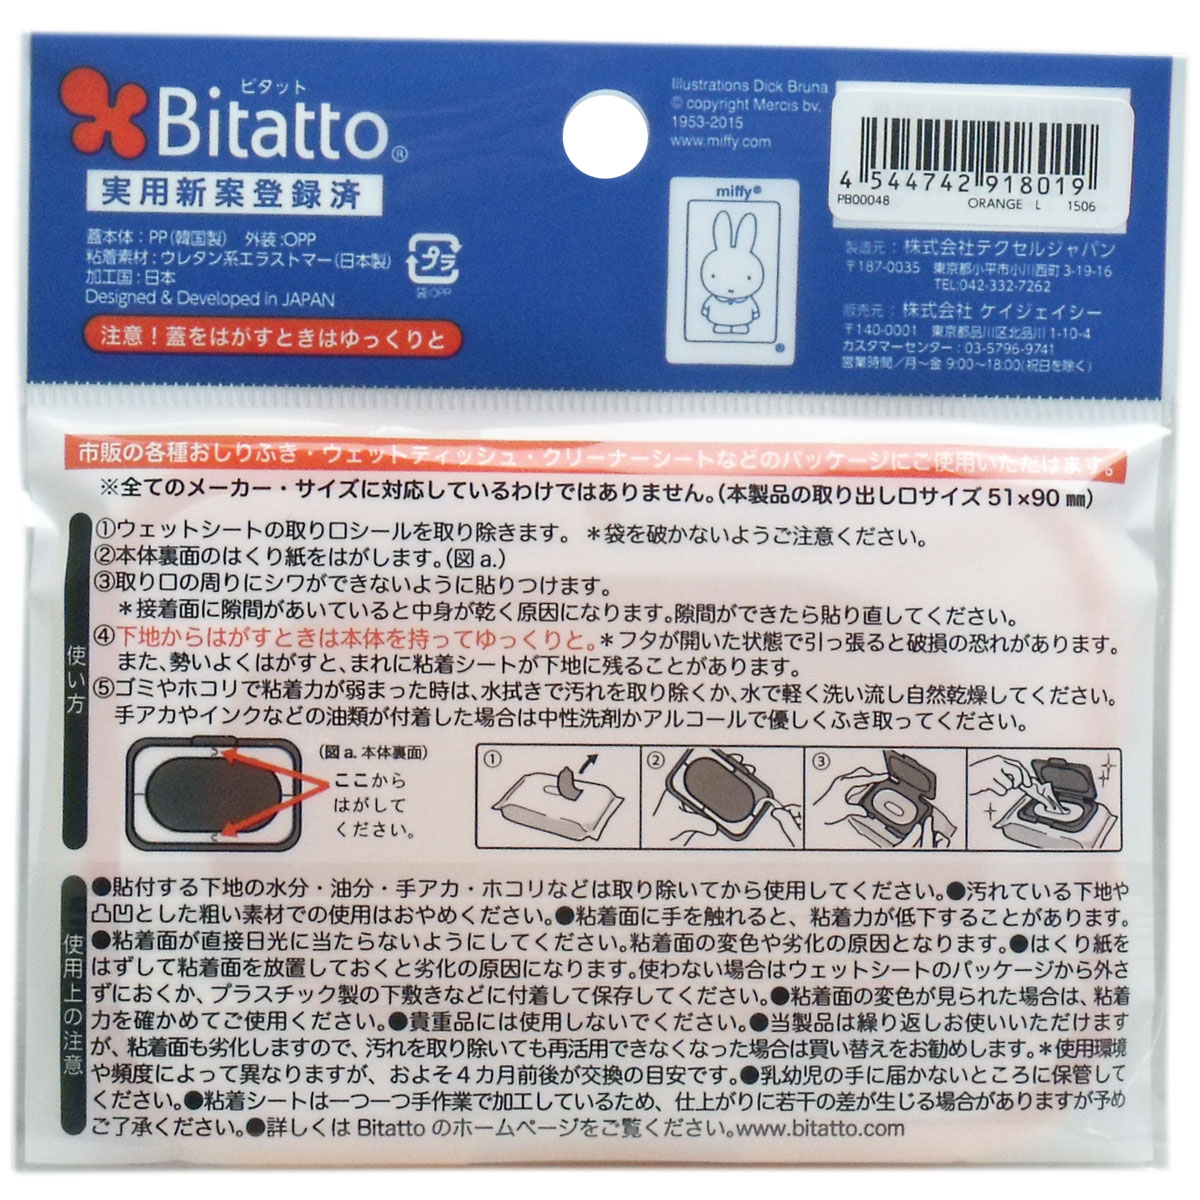 ビタット
Bitatto®
実用新案登録済
蓋本体：PP(韓国製)　外装:OPP
粘着素材：ウレタン系エラストマー(日本製)
加工国：日本
Designed & Developed in JAPAN
プラ
袋:OPP
注意！蓋をはがすときはゆっくりと
Illustrations Dick Bruna
© copyright Mercis bv,
1953-2015
www.miffy.com
miffy®
4 544742 918019
PB00048 ORANGE L 1506
製造元：株式会社テクセルジャパン
〒187-0035　東京都小平市小川西町3-19-16
TEL:042-332-7262
販売元：株式会社 ケイジェイシー
〒140-0001　東京都品川区北品川1-10-4
カスタマーセンター：03-5796-9741
営業時間／月〜金 9:00〜18:00(祝日を除く)
市販の各種おしりふき・ウェットティッシュ・クリーナーシートなどのパッケージにご使用いただけます。
※全てのメーカー・サイズに対応しているわけではありません。(本製品の取り出し口サイズ 51×90 ㎜)
使い方
①ウェットシートの取り口シールを取り除きます。＊袋を破かないようご注意ください。
②本体裏面のはくり紙をはがします。(図 a.)
③取り口の周りにシワができないように貼りつけます。
＊接着面に隙間があいていると中身が乾く原因になります。隙間ができたら貼り直してください。
④下地からはがすときは本体を持ってゆっくりと。＊フタが開いた状態で引っ張ると破損の恐れがあります。
また、勢いよくはがすと、まれに粘着シートが下地に残ることがあります。
⑤ゴミやホコリで粘着力が弱まった時は、水拭きで汚れを取り除くか、水で軽く洗い流し自然乾燥してください。
手アカやインクなどの油類が付着した場合は中性洗剤かアルコールで優しくふき取ってください。
(図 a. 本体裏面)
ここから
はがして
ください。
①
②
③
使用上の注意
●貼付する下地の水分・油分・手アカ・ホコリなどは取り除いてから使用してください。●汚れている下地や
凸凹とした粗い素材での使用はおやめください。●粘着面に手を触れると、粘着力が低下することがあります。
●粘着面が直接日光に当たらないようにしてください。粘着面の変色や劣化の原因となります。●はくり紙を
はずして粘着面を放置しておくと劣化の原因になります。使わない場合はウェットシートのパッケージから外さ
ずにおくか、プラスチック製の下敷きなどに付着して保存してください。●粘着面の変色が見られた場合は、粘着
力を確かめてご使用ください。●貴重品には使用しないでください。●当製品は繰り返しお使いいただけます
が、粘着面も劣化しますので、汚れを取り除いても再活用できなくなった場合は買い替えをお勧めします。＊使用環境
や頻度によって異なりますが、およそ４カ月前後が交換の目安です。●乳幼児の手に届かないところに保管して
ください。●粘着シートは一つ一つ手作業で加工しているため、仕上がりに若干の差が生じる場合がありますが予め
ご了承ください。●詳しくは Bitatto のホームページをご覧ください。www.bitatto.com